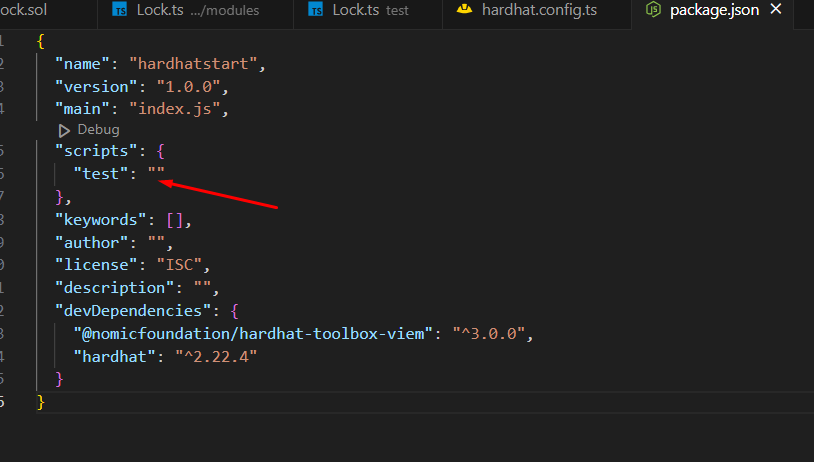 ock.sol Lock.ts .../modules Lock.ts test hardhat.config.ts package.json
1 {
2 "name": "hardhatstart",
3 "version": "1.0.0",
4 "main": "index.js",
Debug
5 "scripts": {
6 "test": ""
7 },
8 "keywords": [],
9 "author": "",
0 "license": "ISC",
1 "description": "",
2 "devDependencies": {
3 "@nomicfoundation/hardhat-toolbox-viem": "^3.0.0",
4 "hardhat": "^2.22.4"
5 }
6 }